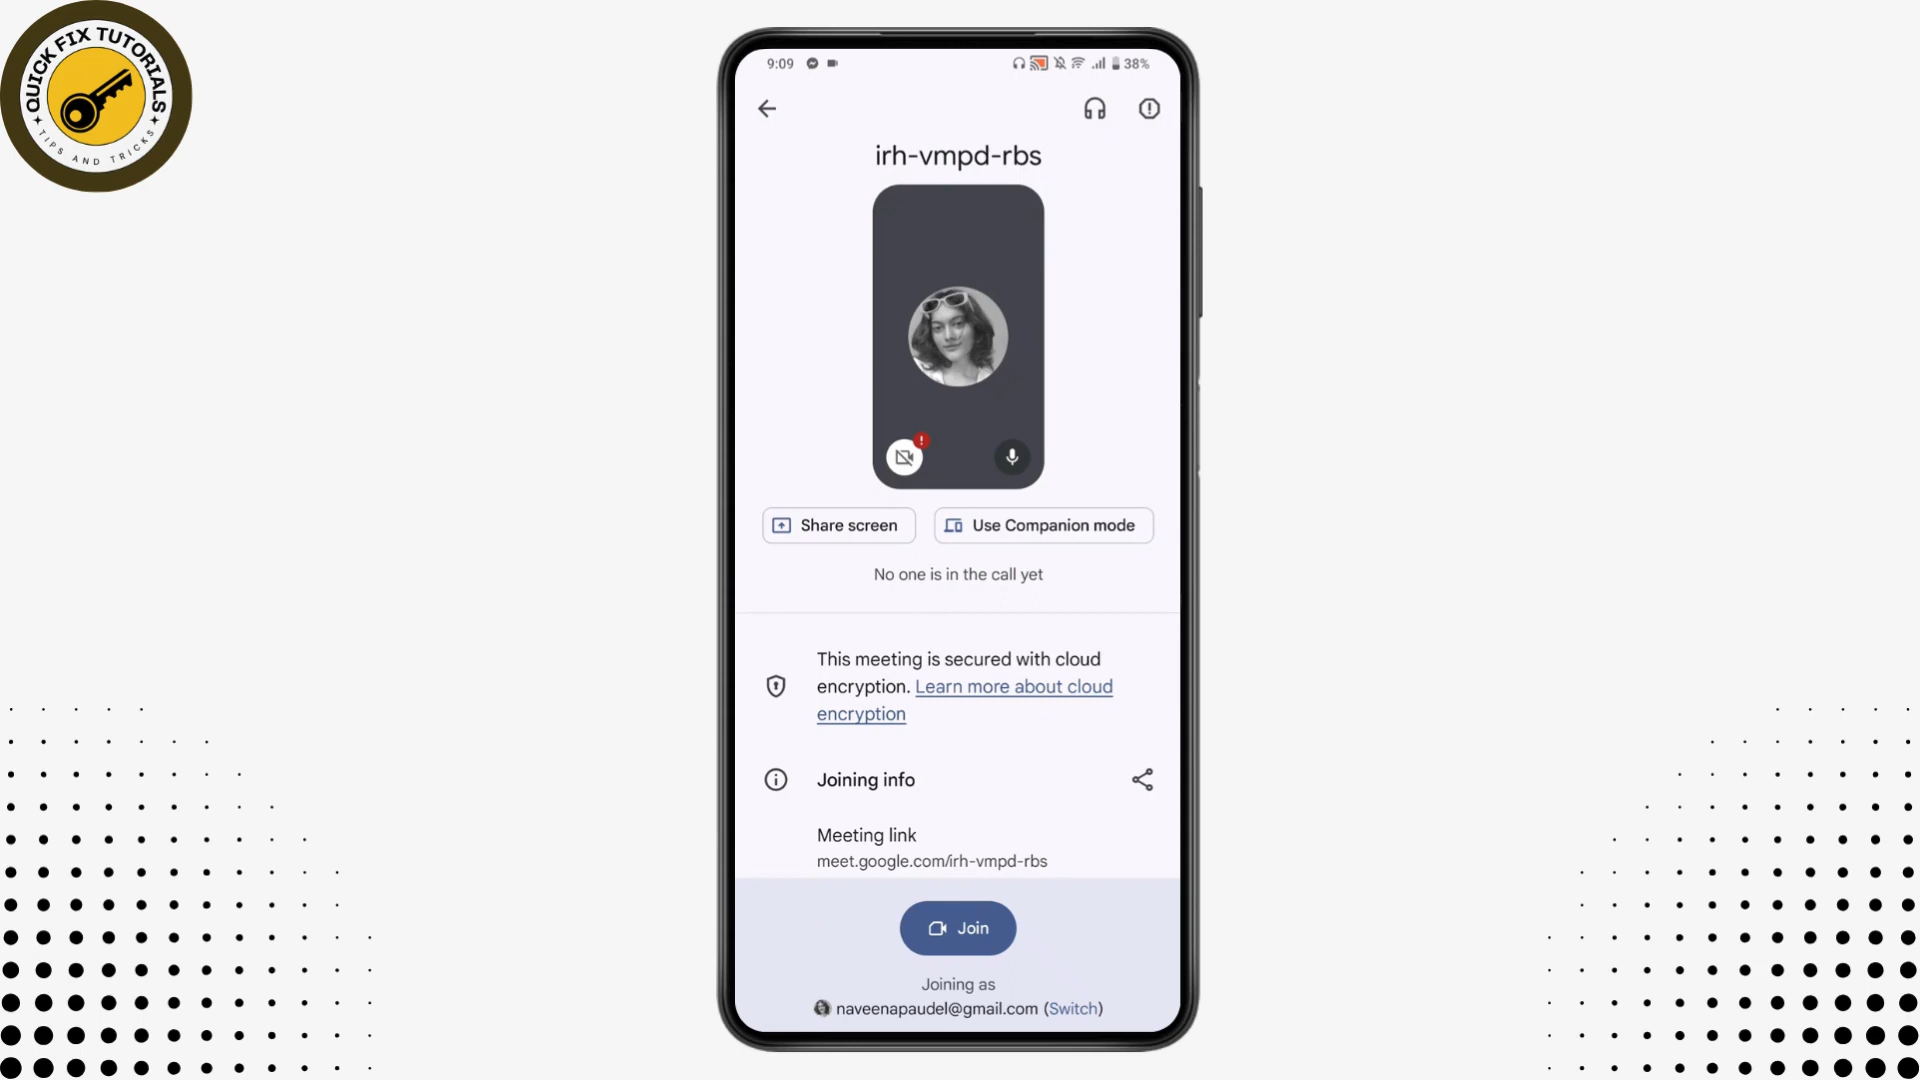 QUICK FIX TUTORIALS
TIPS AND TRICKS
9:09
38%
irh-vmpd-rbs
Share screen
Use Companion mode
No one is in the call yet
This meeting is secured with cloud
encryption. Learn more about cloud
encryption
Joining info
Meeting link
meet.google.com/irh-vmpd-rbs
Join
Joining as
naveenapaudel@gmail.com (Switch)